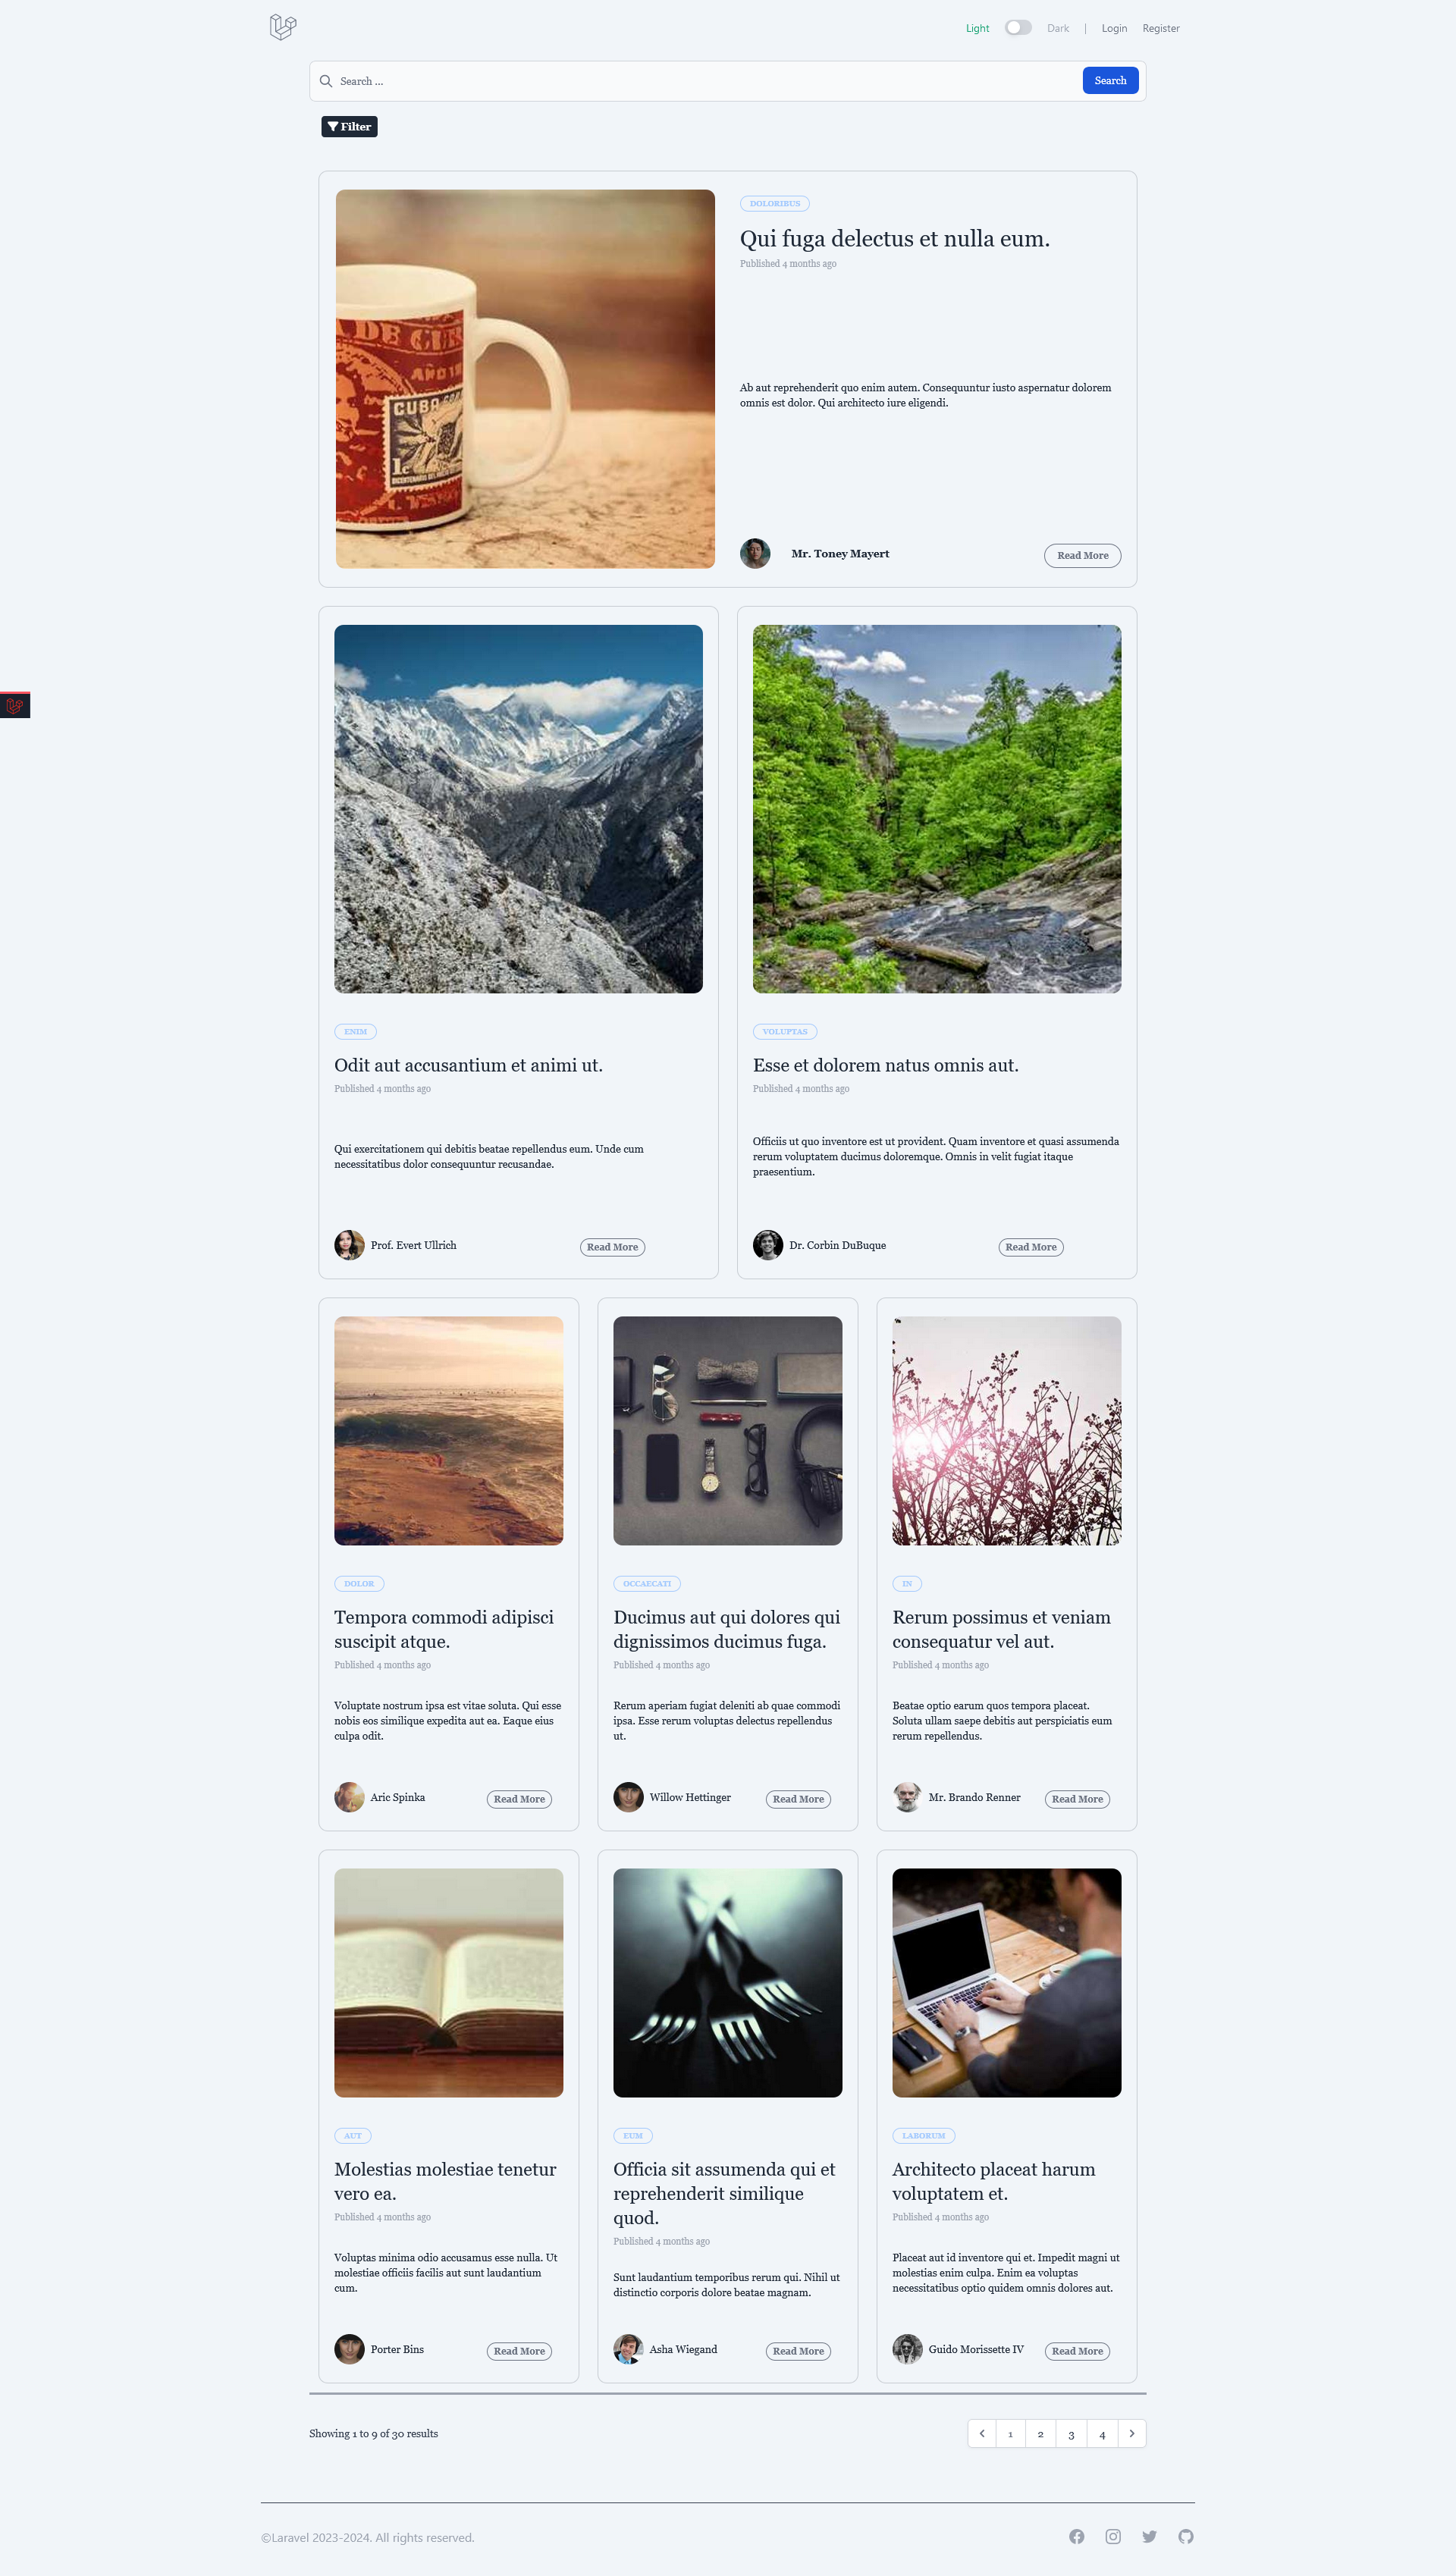 Light Dark | Login Register
Search ... Search
Filter
DOLORIBUS
Qui fuga delectus et nulla eum.
Published 4 months ago
Ab aut reprehenderit quo enim autem. Consequuntur iusto aspernatur dolorem
omnis est dolor. Qui architecto iure eligendi.
Mr. Toney Mayert Read More
ENIM
Odit aut accusantium et animi ut.
Published 4 months ago
Qui exercitationem qui debitis beatae repellendus eum. Unde cum
necessitatibus dolor consequuntur recusandae.
Prof. Evert Ullrich Read More
VOLUPTAS
Esse et dolorem natus omnis aut.
Published 4 months ago
Officiis ut quo inventore est ut provident. Quam inventore et quasi assumenda
rerum voluptatem ducimus doloremque. Omnis in velit fugiat itaque
praesentium.
Dr. Corbin DuBuque Read More
DOLOR
Tempora commodi adipisci
suscipit atque.
Published 4 months ago
Voluptate nostrum ipsa est vitae soluta. Qui esse
nobis eos similique expedita aut ea. Eaque eius
culpa odit.
Aric Spinka Read More
OCCAECATI
Ducimus aut qui dolores qui
dignissimos ducimus fuga.
Published 4 months ago
Rerum aperiam fugiat deleniti ab quae commodi
ipsa. Esse rerum voluptas delectus repellendus
ut.
Willow Hettinger Read More
IN
Rerum possimus et veniam
consequatur vel aut.
Published 4 months ago
Beatae optio earum quos tempora placeat.
Soluta ullam saepe debitis aut perspiciatis eum
rerum repellendus.
Mr. Brando Renner Read More
AUT
Molestias molestiae tenetur
vero ea.
Published 4 months ago
Voluptas minima odio accusamus esse nulla. Ut
molestiae officiis facilis aut sunt laudantium
cum.
Porter Bins Read More
EUM
Officia sit assumenda qui et
reprehenderit similique
quod.
Published 4 months ago
Sunt laudantium temporibus rerum qui. Nihil ut
distinctio corporis dolore beatae magnam.
Asha Wiegand Read More
LABORUM
Architecto placeat harum
voluptatem et.
Published 4 months ago
Placeat aut id inventore qui et. Impedit magni ut
molestias enim culpa. Enim ea voluptas
necessitatibus optio quidem omnis dolores aut.
Guido Morissette IV Read More
Showing 1 to 9 of 30 results
1 2 3 4
©Laravel 2023-2024. All rights reserved.